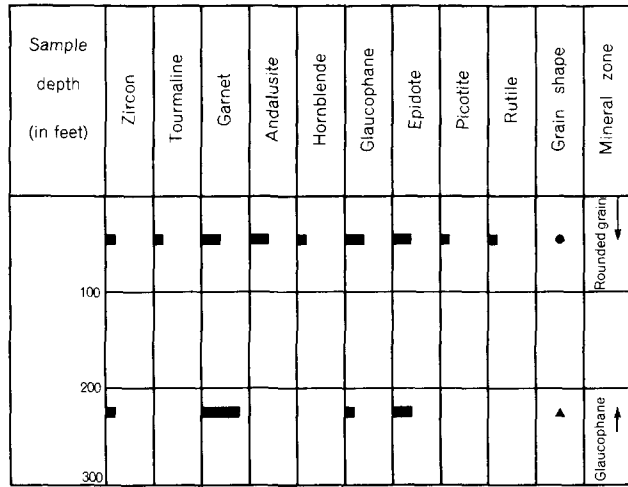 Sample
depth
(in feet)
Zircon
Tourmaline
Garnet
Andalusite
Hornblende
Glaucophane
Epidote
Picotite
Rutile
Grain shape
Mineral zone
Rounded grain
100
200
Glaucophane
300